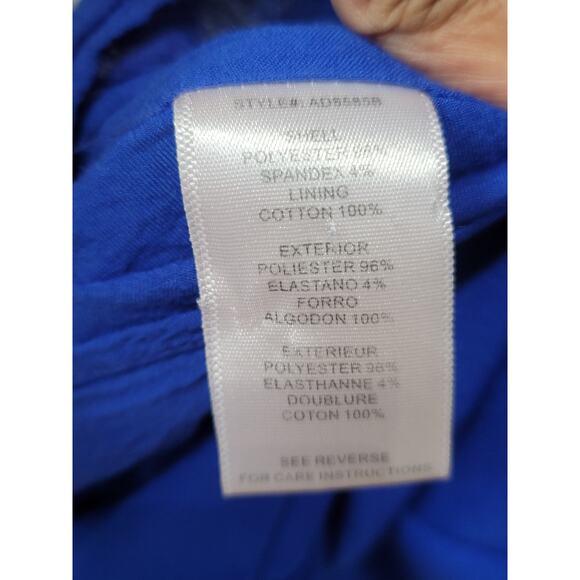 STYLE#: AD8585B
SHELL
POLYESTER 96%
SPANDEX 4%
LINING
COTTON 100%
EXTERIOR
POLIESTER 96%
ELASTANO 4%
FORRO
ALGODON 100%
EXTERIEUR
POLYESTER 96%
ELASTHANNE 4%
DOUBLURE
COTON 100%
SEE REVERSE
FOR CARE INSTRUCTIONS